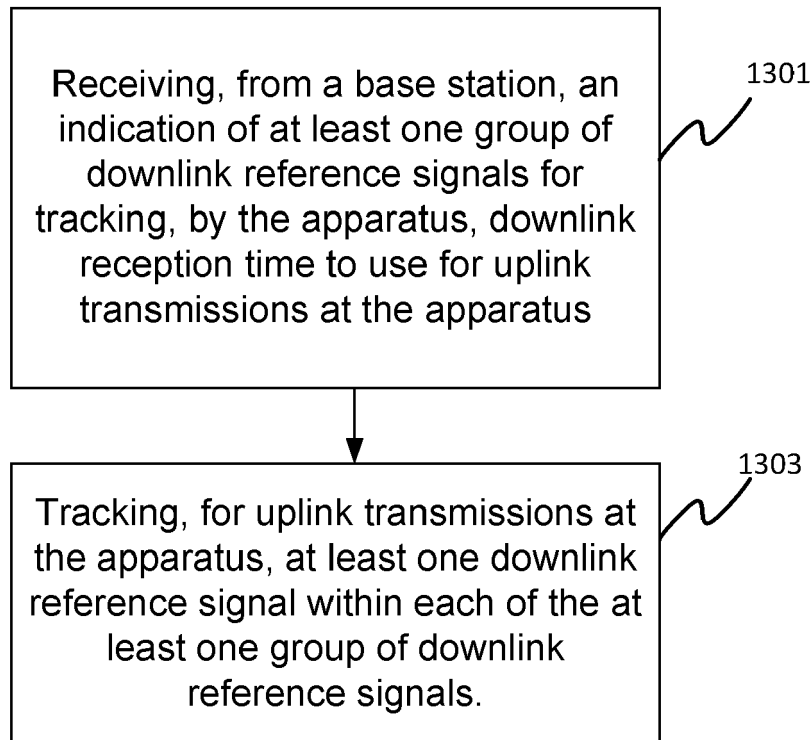 Receiving, from a base station, an
indication of at least one group of
downlink reference signals for
tracking, by the apparatus, downlink
reception time to use for uplink
transmissions at the apparatus
1301
Tracking, for uplink transmissions at
the apparatus, at least one downlink
reference signal within each of the at
least one group of downlink
reference signals.
1303